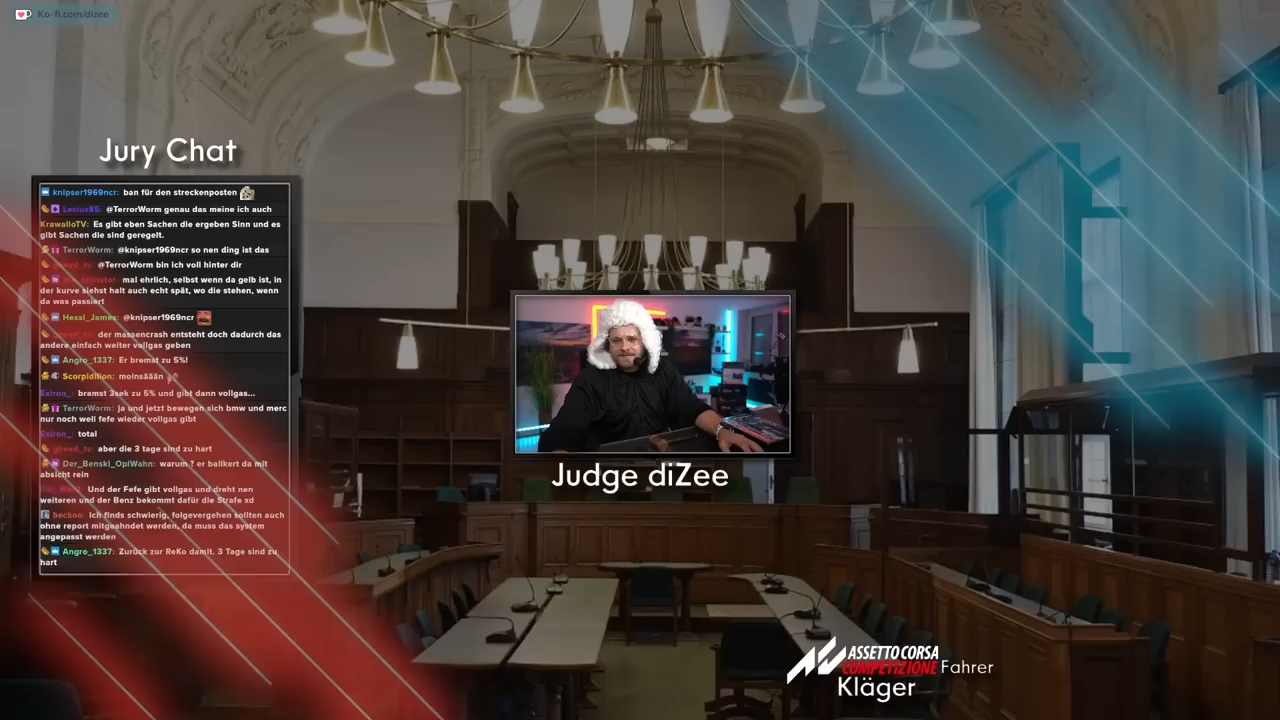 Ko-fi.com/dizee
Jury Chat
knipser1969ncr: ban für den streckenposten
Lesius85: @TerrorWorm genau das meine ich auch
KrawalloTV: Es gibt eben Sachen die ergeben Sinn und es
gibt Sachen die sind geregelt.
TerrorWorm: @knipser1969ncr so nen ding ist das
@TerrorWorm bin ich voll hinter dir
mal ehrlich, selbst wenn da gelb ist, in
der kurve siehst halt auch echt spät, wo die stehen, wenn
da was passiert
Hessi_James: @knipser1969ncr
der massencrash entsteht doch dadurch das
andere einfach weiter vollgas geben
Angro_1337: Er bremst zu 5%!
Scorpidilion: moinsäään
Exiron_: bramst 3sek zu 5% und gibt dann vollgas...
TerrorWorm: ja und jetzt bewegen sich bmw und merc
nur noch weil fefe wieder vollgas gibt
Exiron_: total
aber die 3 tage sind zu hart
Der_Benski_OpiWahn: warum ? er ballkert da mit
absicht rein
Und der Fefe gibt vollgas und dreht nen
weiteren und der Benz bekommt dafür die Strafe xd
beckoo: Ich finds schwierig, folgevergehen sollten auch
ohne report mitgeahndet werden, da muss das system
angepasst werden
Angro_1337: Zurück zur ReKo damit. 3 Tage sind zu
hart
Judge diZee
ASSETTO CORSA
COMPETIZIONE Fahrer
Kläger